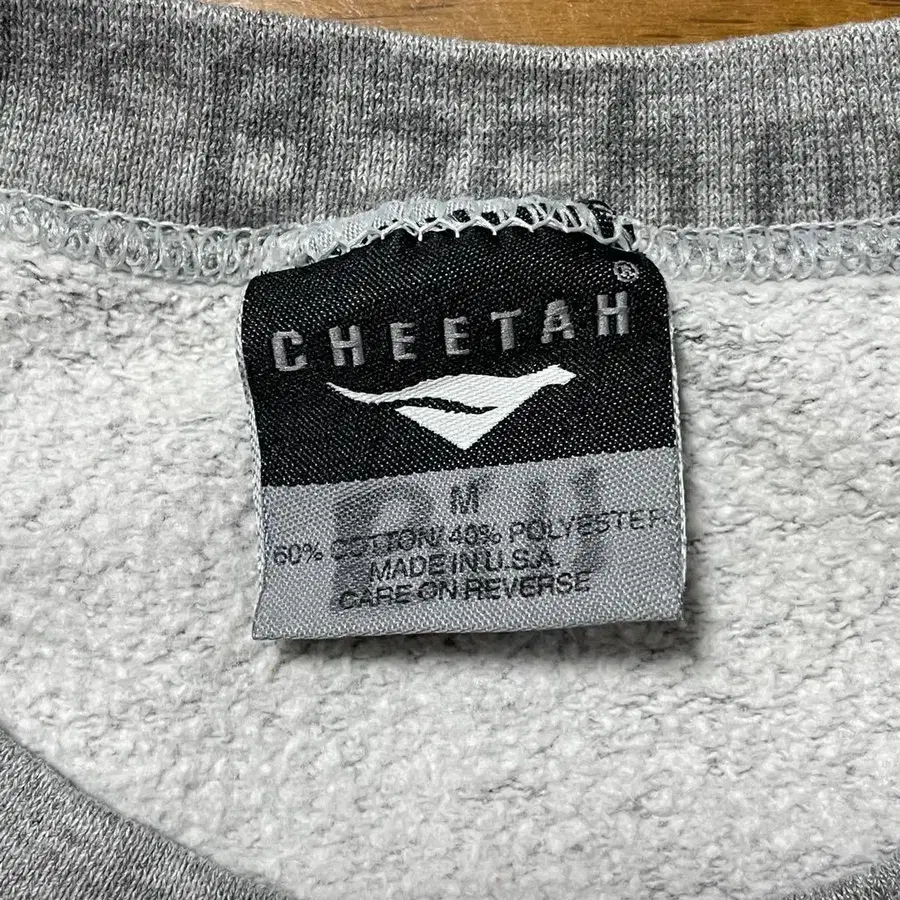 CHEETAH®
M
60% COTTON/40% POLYESTER
MADE IN U.S.A.
CARE ON REVERSE